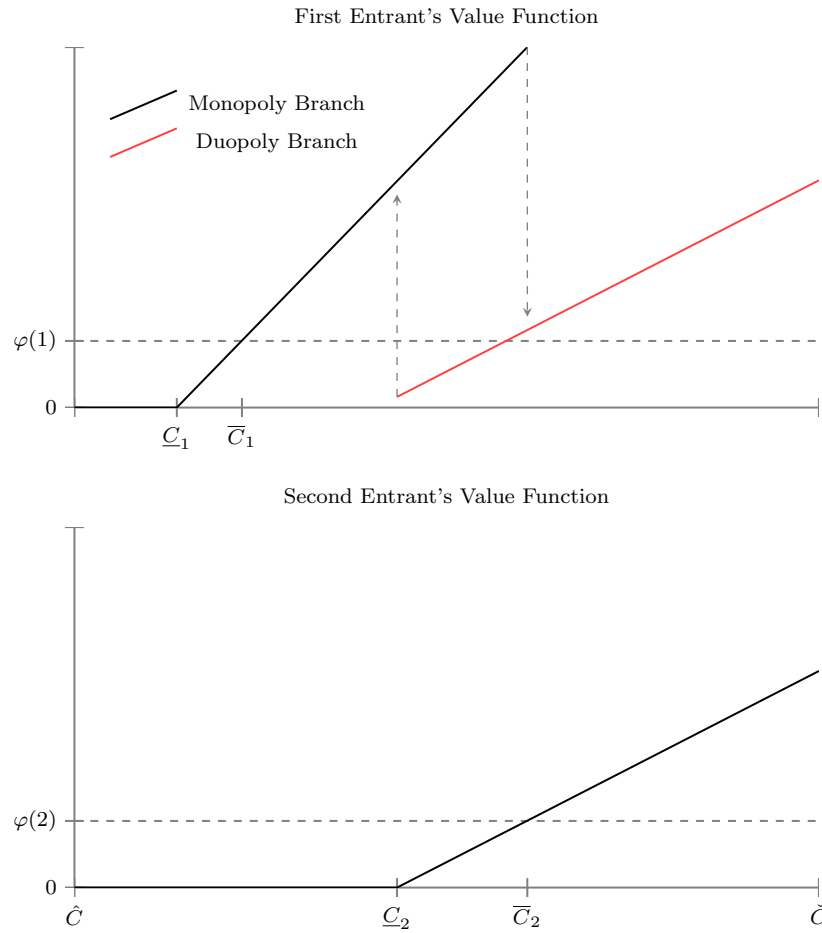 First Entrant's Value Function
Monopoly Branch
Duopoly Branch
φ(1)
0
C̲₁ C̅₁
Second Entrant's Value Function
φ(2)
0
Ĉ C̲₂ C̅₂ Č